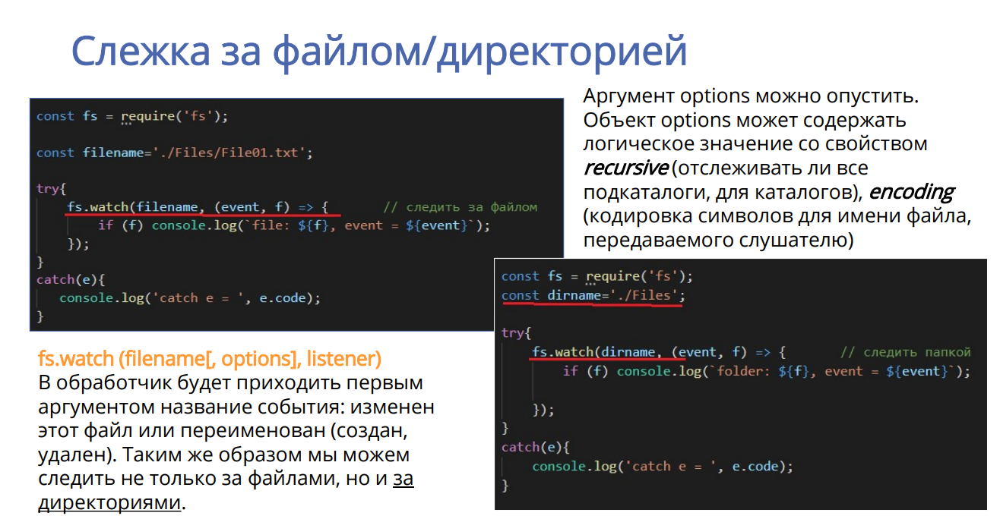 Слежка за файлом/директорией
const fs = require('fs');
const filename='./Files/File01.txt';
try{
fs.watch(filename, (event, f) => { // следить за файлом
if (f) console.log(`file: ${f}, event = ${event}`);
});
}
catch(e){
console.log('catch e = ', e.code);
}
Аргумент options можно опустить.
Объект options может содержать
логическое значение со свойством
recursive (отслеживать ли все
подкаталоги, для каталогов), encoding
(кодировка символов для имени файла,
передаваемого слушателю)
fs.watch (filename[, options], listener)
В обработчик будет приходить первым
аргументом название события: изменен
этот файл или переименован (создан,
удален). Таким же образом мы можем
следить не только за файлами, но и за
директориями.
const fs = require('fs');
const dirname='./Files';
try{
fs.watch(dirname, (event, f) => { // следить папкой
if (f) console.log(`folder: ${f}, event = ${event}`);
});
}
catch(e){
console.log('catch e = ', e.code);
}